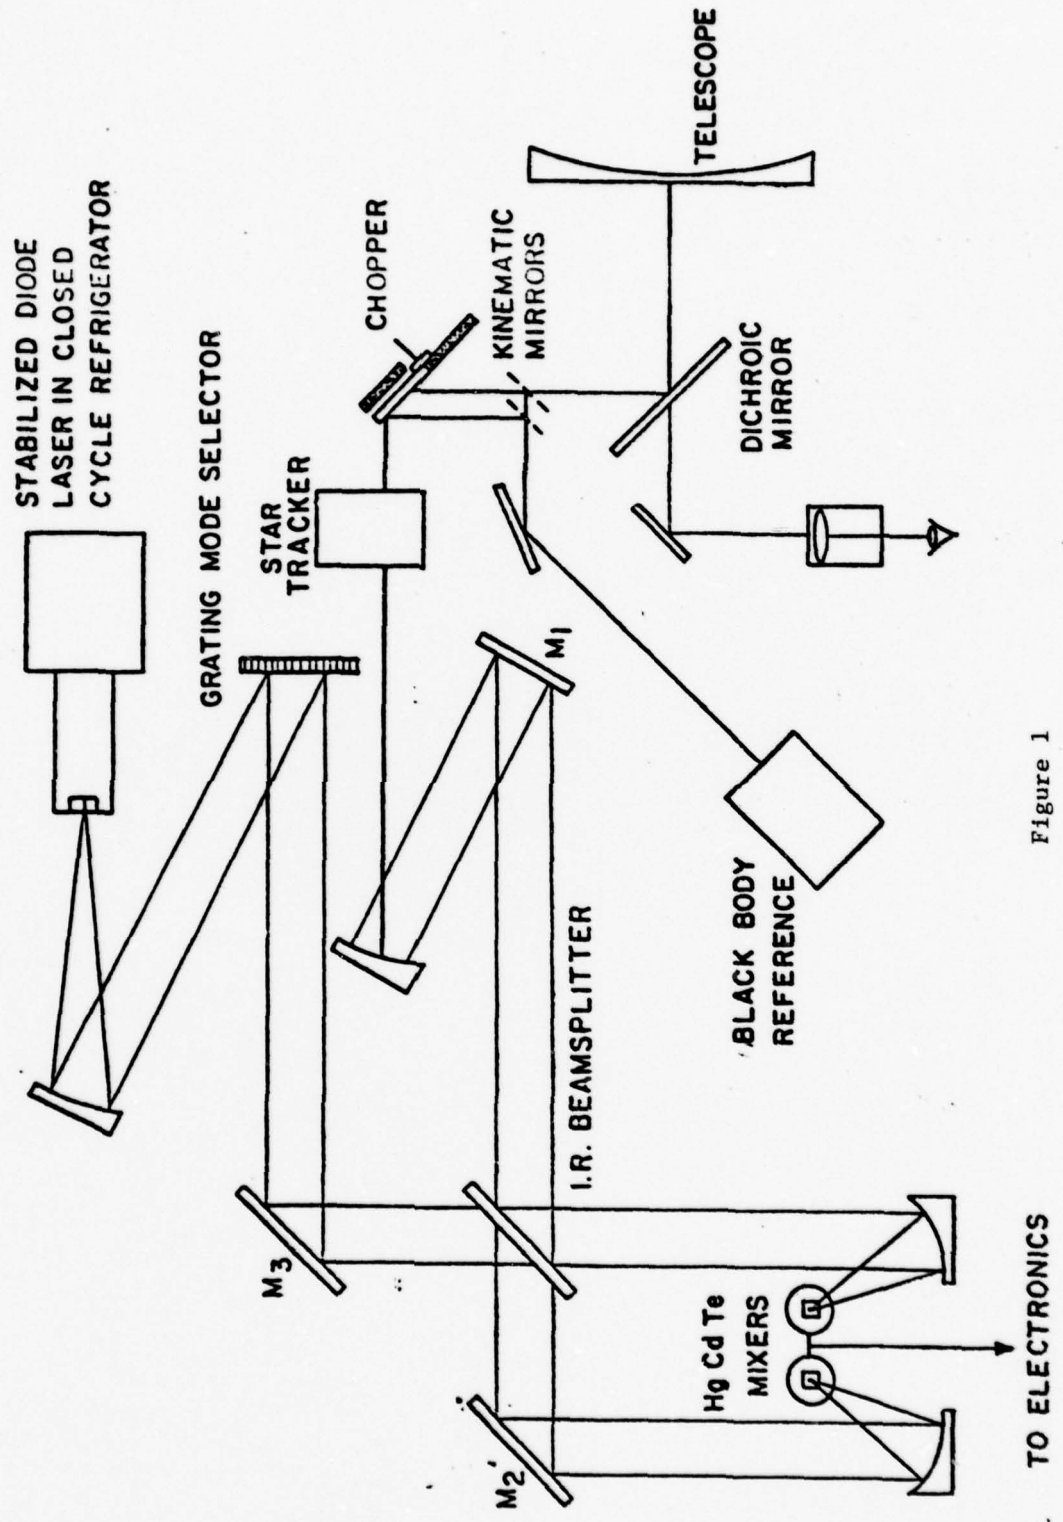 STABILIZED DIODE
LASER IN CLOSED
CYCLE REFRIGERATOR
GRATING MODE SELECTOR
STAR
TRACKER
CHOPPER
KINEMATIC
MIRRORS
TELESCOPE
DICHROIC
MIRROR
M1
M3
I.R. BEAMSPLITTER
BLACK BODY
REFERENCE
M2'
Hg Cd Te
MIXERS
TO ELECTRONICS
Figure 1